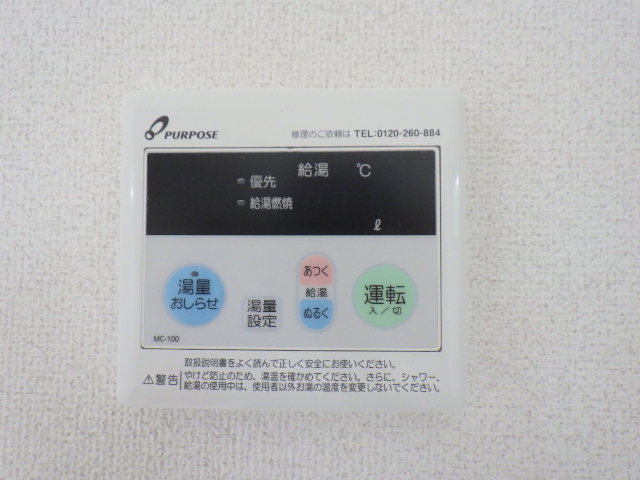 PURPOSE
修理のご依頼は TEL:0120-260-884
給湯 ℃
優先
給湯燃焼
ℓ
湯量
おしらせ
湯量
設定
あつく
給湯
ぬるく
運転
入/切
MC-100
取扱説明書をよく読んで正しく安全にお使いください。
⚠警告 やけど防止のため、湯温を確かめてください。さらに、シャワー、
給湯の使用中は、使用者以外お湯の温度を変更しないでください。